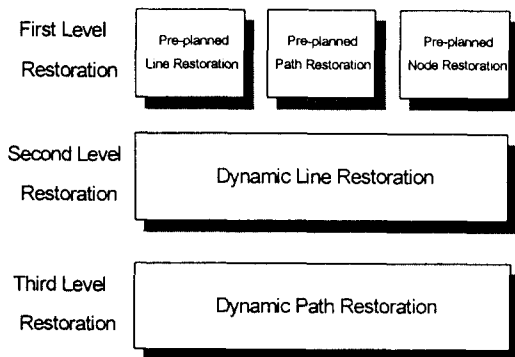 First Level
Restoration
Pre-planned
Line Restoration
Pre-planned
Path Restoration
Pre-planned
Node Restoration
Second Level
Restoration
Dynamic Line Restoration
Third Level
Restoration
Dynamic Path Restoration